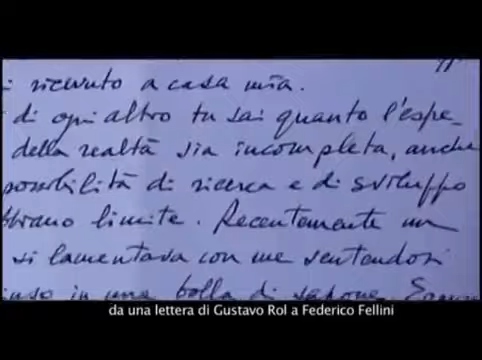 ricevuto a casa mia.
di ogni altro tu sai quanto l'espe-
della realtà sia incompleta, anche
possibilità di ricerca e di sviluppo
bbiano limite. Recentemente un
si lamentava con me sentendosi
uso in una bolla di sapone.
da una lettera di Gustavo Rol a Federico Fellini